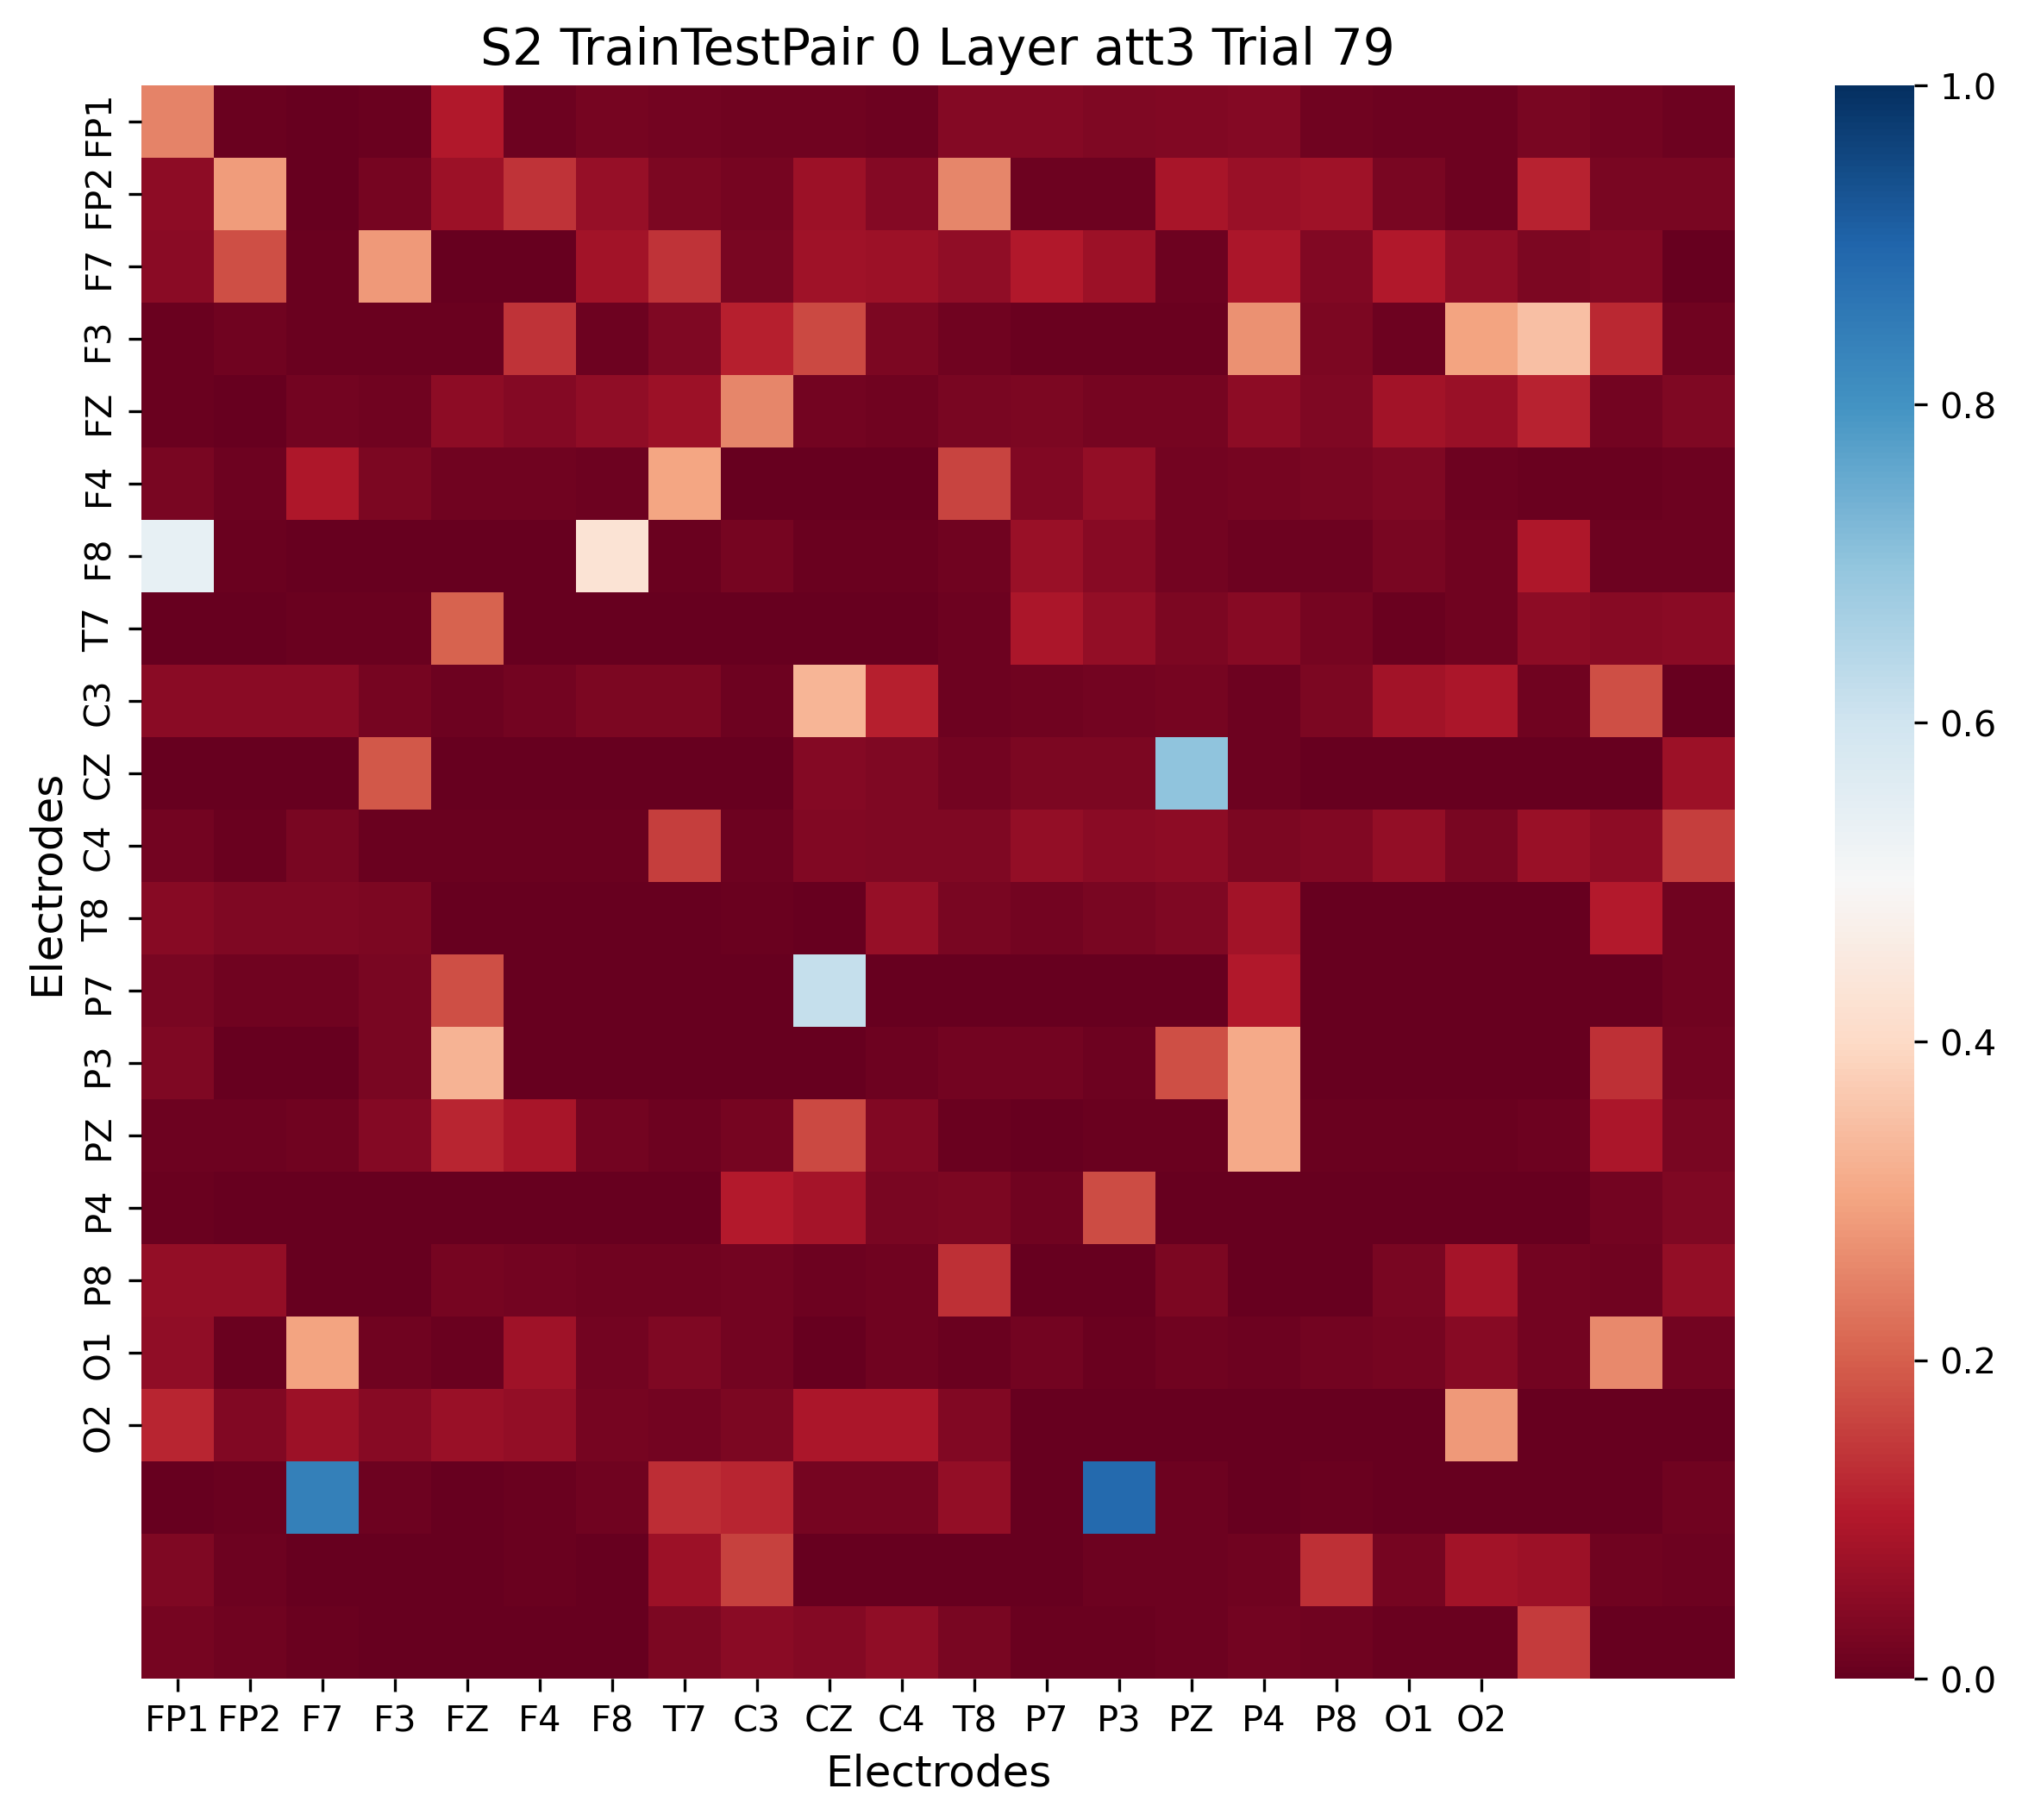 S2 TrainTestPair 0 Layer att3 Trial 79
FP1
FP2
F7
F3
FZ
F4
F8
T7
C3
CZ
C4
T8
P7
P3
PZ
P4
P8
O1
O2
Electrodes
FP1 FP2 F7 F3 FZ F4 F8 T7 C3 CZ C4 T8 P7 P3 PZ P4 P8 O1 O2
Electrodes
1.0
0.8
0.6
0.4
0.2
0.0